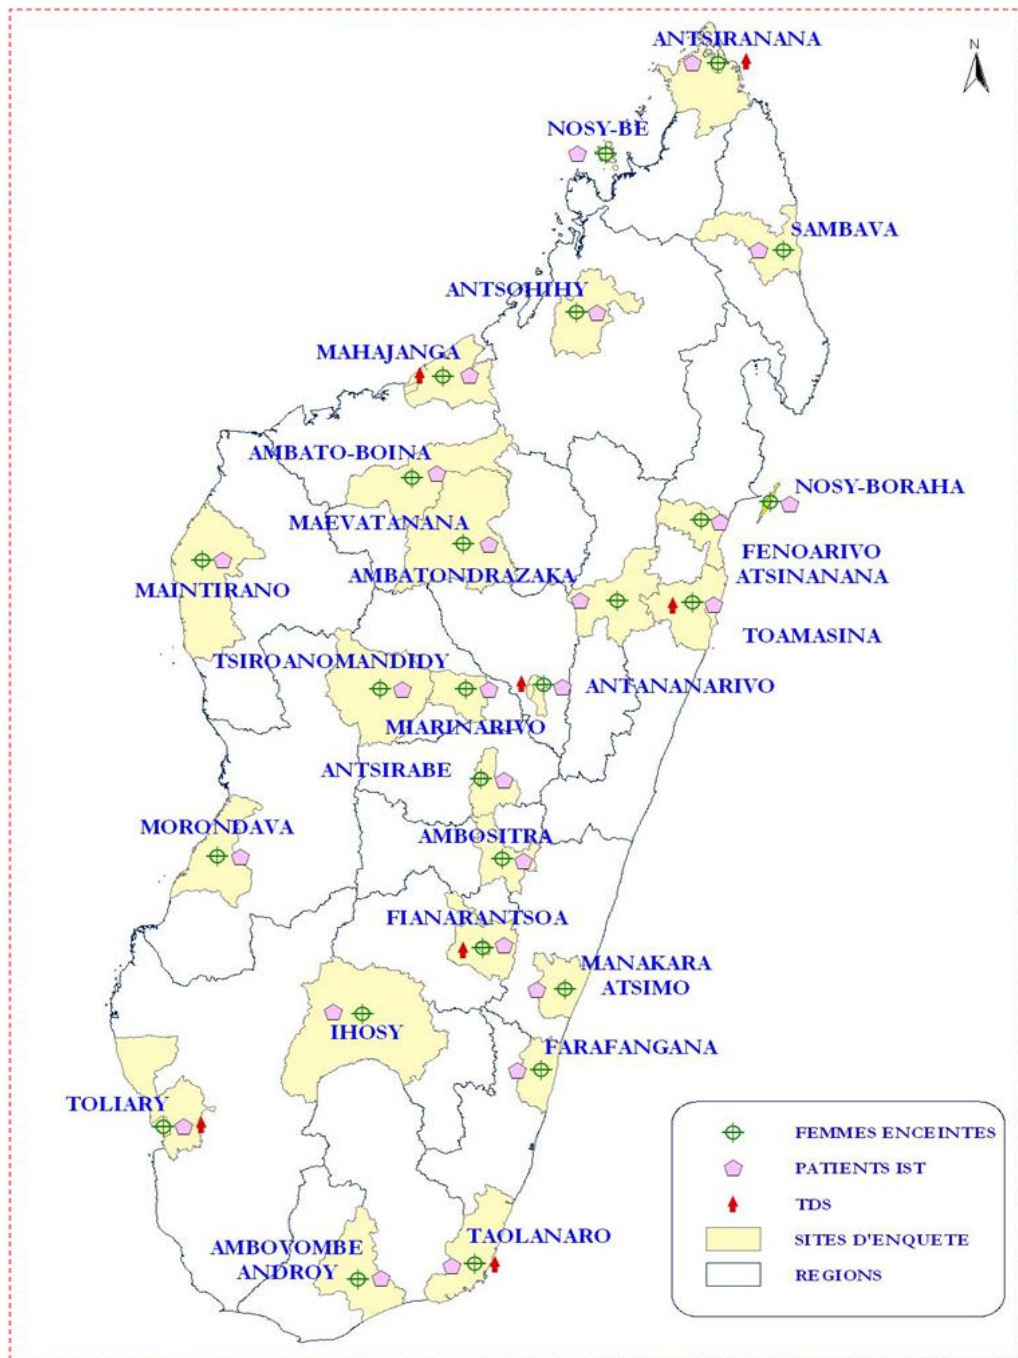 ANTSIRANANA
N
NOSY-BE
SAMBAVA
ANTSOHIHY
MAHAJANGA
AMBATO-BOINA
NOSY-BORAHA
MAEVATANANA
FENOARIVO
ATSINANANA
AMBATONDRAZAKA
MAINTIRANO
TOAMASINA
TSIROANOMANDIDY
ANTANANARIVO
MIARINARIVO
ANTSIRABE
MORONDAVA
AMBOSITRA
FIANARANTSOA
MANAKARA
ATSIMO
IHOSY
FARAFANGANA
TOLIARY
TAOLANARO
AMBOVOMBE
ANDROY
FEMMES ENCEINTES
PATIENTS IST
TDS
SITES D'ENQUETE
REGIONS